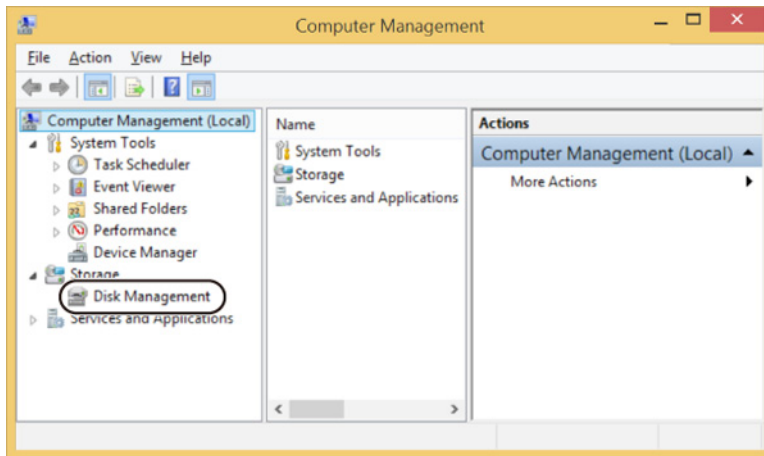 Computer Management
File Action View Help
Computer Management (Local)
System Tools
Task Scheduler
Event Viewer
Shared Folders
Performance
Device Manager
Storage
Disk Management
Services and Applications
Name
System Tools
Storage
Services and Applications
Actions
Computer Management (Local)
More Actions